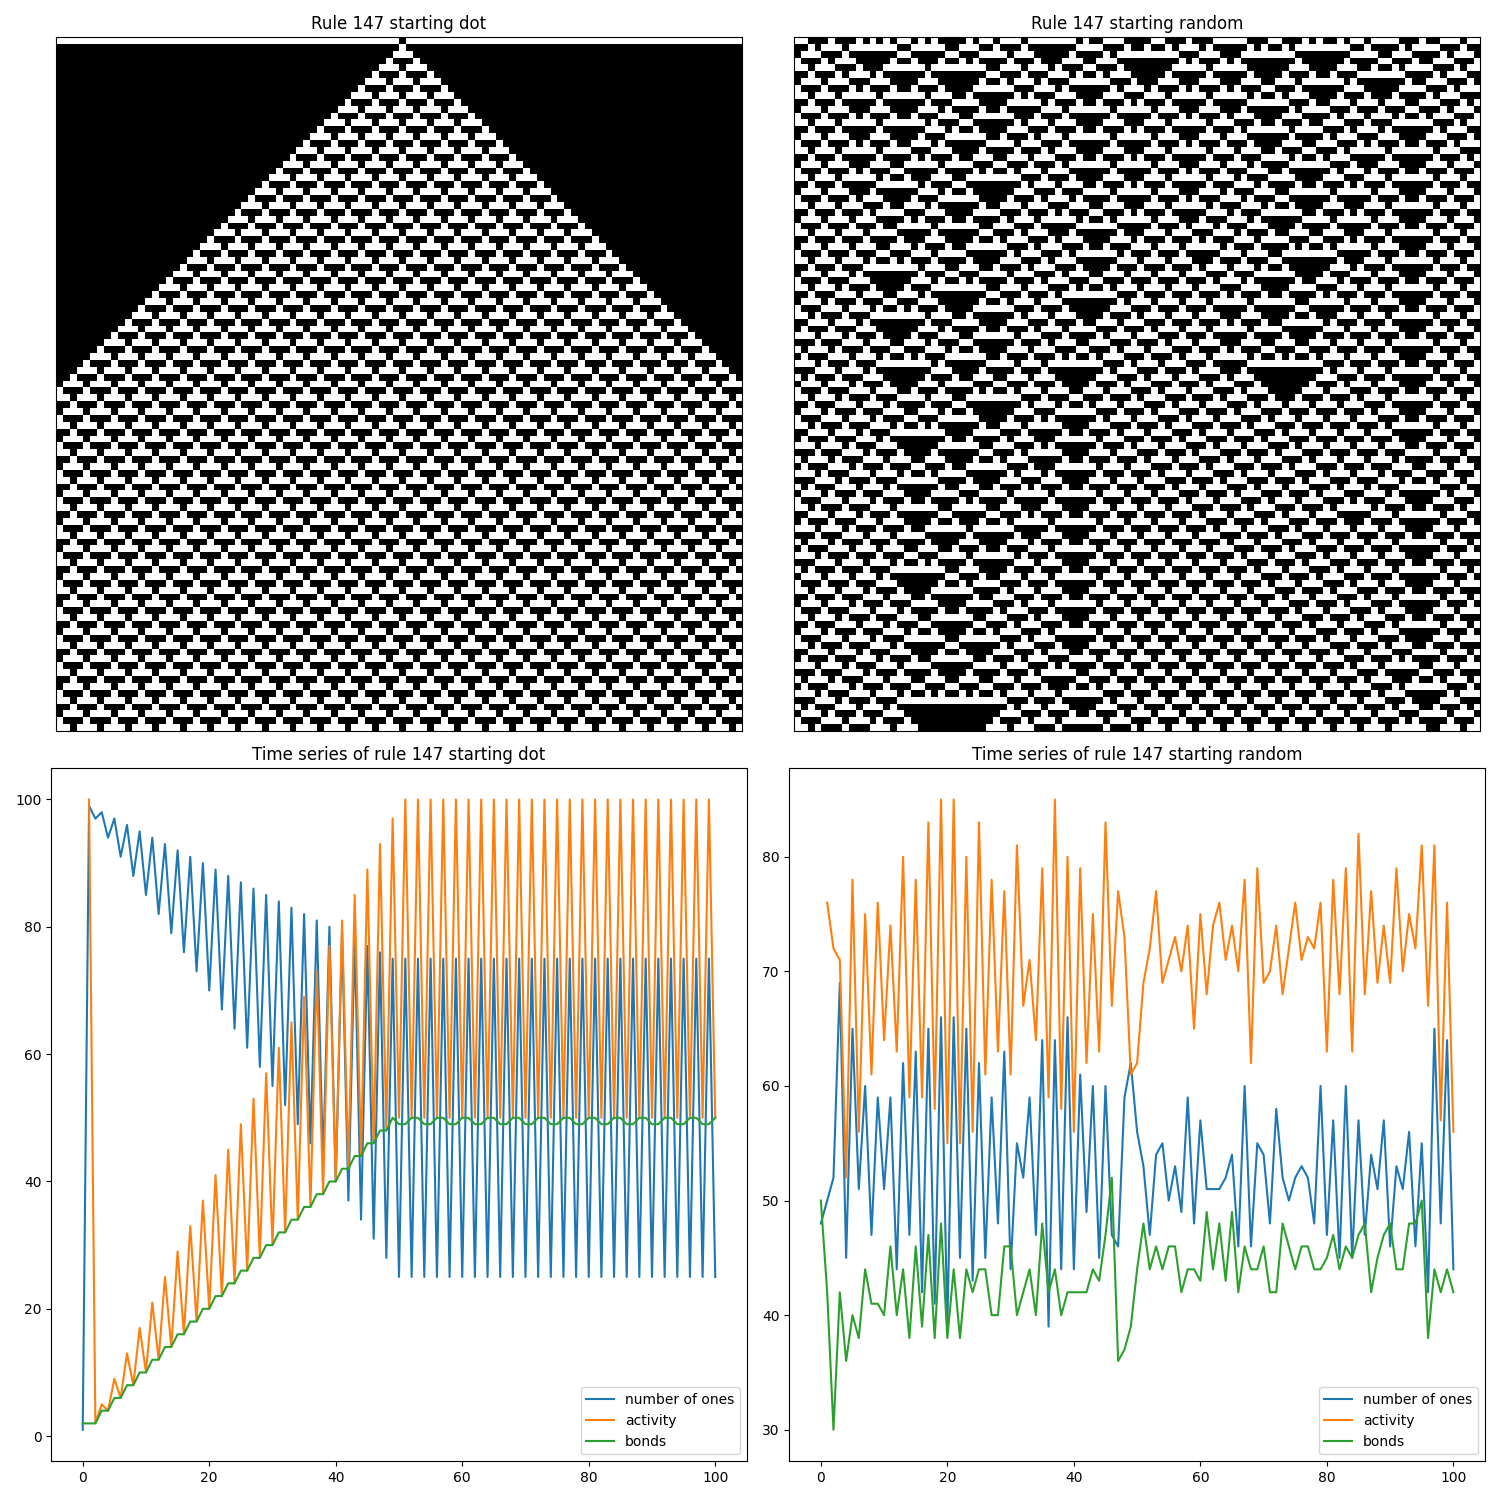 Rule 147 starting dot
Rule 147 starting random
Time series of rule 147 starting dot
100
80
60
40
20
0
0 20 40 60 80 100
number of ones
activity
bonds
Time series of rule 147 starting random
80
70
60
50
40
30
0 20 40 60 80 100
number of ones
activity
bonds